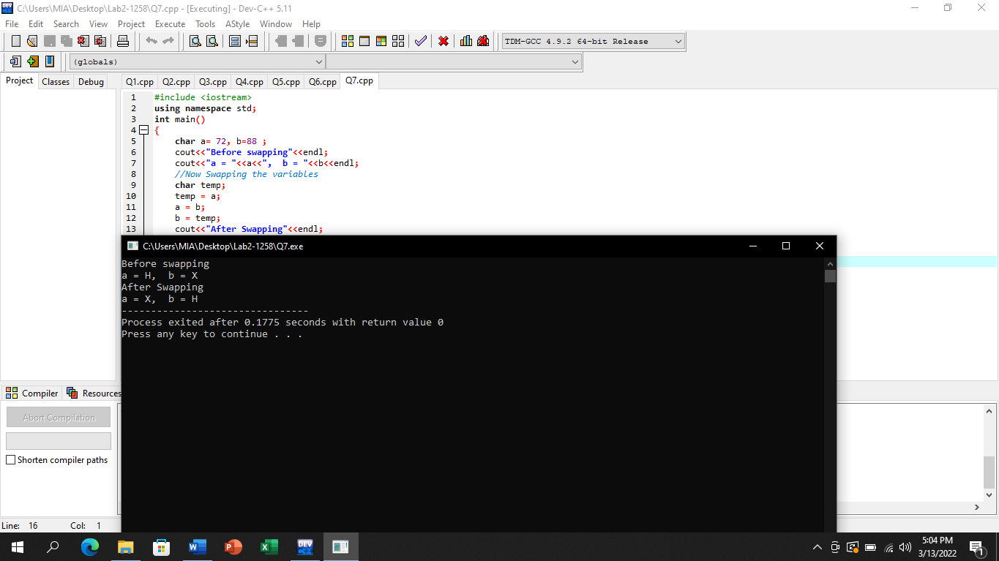 C:\Users\MIA\Desktop\Lab2-1258\Q7.cpp - [Executing] - Dev-C++ 5.11
File Edit Search View Project Execute Tools AStyle Window Help
TDM-GCC 4.9.2 64-bit Release
(globals)
Project Classes Debug
Q1.cpp Q2.cpp Q3.cpp Q4.cpp Q5.cpp Q6.cpp Q7.cpp
1 #include <iostream>
2 using namespace std;
3 int main()
4 {
5 char a= 72, b=88 ;
6 cout<<"Before swapping"<<endl;
7 cout<<"a = "<<a<<",  b = "<<b<<endl;
8 //Now Swapping the variables
9 char temp;
10 temp = a;
11 a = b;
12 b = temp;
13 cout<<"After Swapping"<<endl;
C:\Users\MIA\Desktop\Lab2-1258\Q7.exe
Before swapping
a = H,  b = X
After Swapping
a = X,  b = H
--------------------------------
Process exited after 0.1775 seconds with return value 0
Press any key to continue . . .
Compiler Resources
Abort Compilation
Shorten compiler paths
Line: 16 Col: 1
DEV C++
5:04 PM
3/13/2022
1